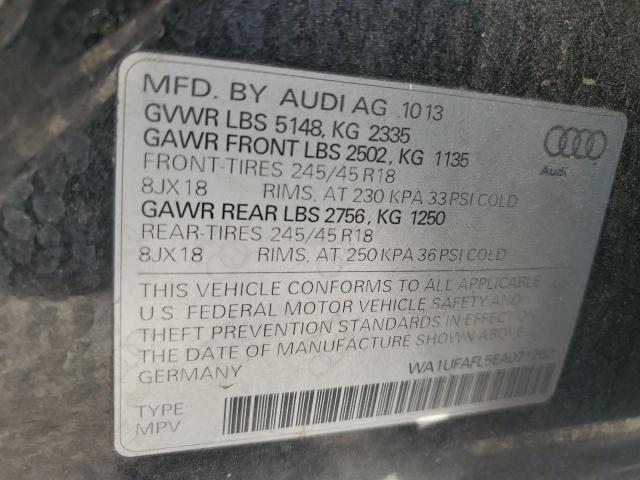 MFD. BY AUDI AG 10 13
GVWR LBS 5148, KG 2335
GAWR FRONT LBS 2502, KG 1135
FRONT-TIRES 245/45 R18
8JX18 RIMS, AT 230 KPA 33 PSI COLD
GAWR REAR LBS 2756, KG 1250
REAR-TIRES 245/45 R18
8JX18 RIMS, AT 250 KPA 36 PSI COLD
Audi
THIS VEHICLE CONFORMS TO ALL APPLICABLE
U.S. FEDERAL MOTOR VEHICLE SAFETY AND
THEFT PREVENTION STANDARDS IN EFFECT ON
THE DATE OF MANUFACTURE SHOWN ABOVE.
GERMANY
WA1UFAFL5EA071262
TYPE
MPV